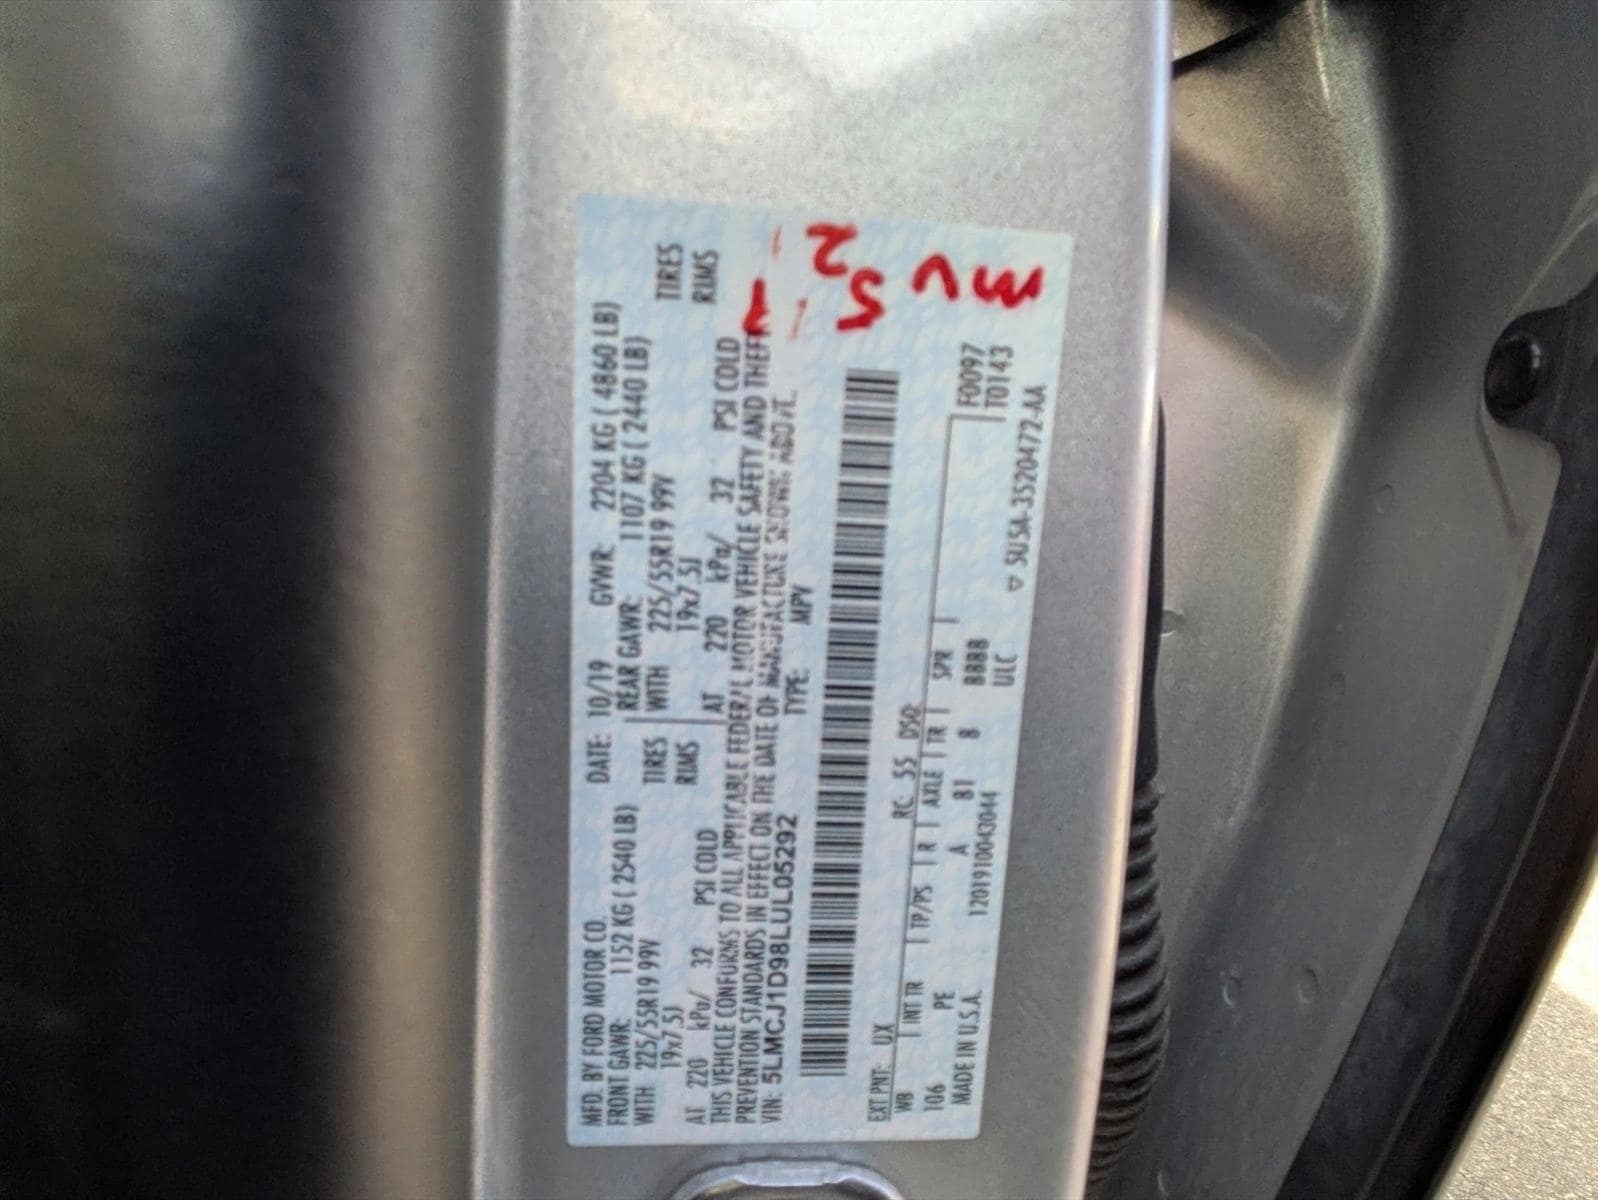 MFD. BY FORD MOTOR CO. DATE: 10/19 GVWR: 2204 KG ( 4860 LB)
FRONT GAWR: 1152 KG ( 2540 LB) REAR GAWR: 1107 KG ( 2440 LB)
WITH 225/55R19 99V TIRES WITH 225/55R19 99V TIRES
19x7.5J RIMS 19x7.5J RIMS
AT 220 kPa/ 32 PSI COLD AT 220 kPa/ 32 PSI COLD
THIS VEHICLE CONFORMS TO ALL APPLICABLE FEDERAL MOTOR VEHICLE SAFETY AND THEFT
PREVENTION STANDARDS IN EFFECT ON THE DATE OF MANUFACTURE SHOWN ABOVE.
VIN: 5LMCJ1D98LUL05292 TYPE: MPV
EXT PNT: UX RC: 55 DSO:
WB INT TR TP/PS R AXLE TR SPR
106 PE A 81 8 BBBB F0097
MADE IN U.S.A. 1201910043044 ULC T0143
▽ SU5A-3520472-AA
52
MV